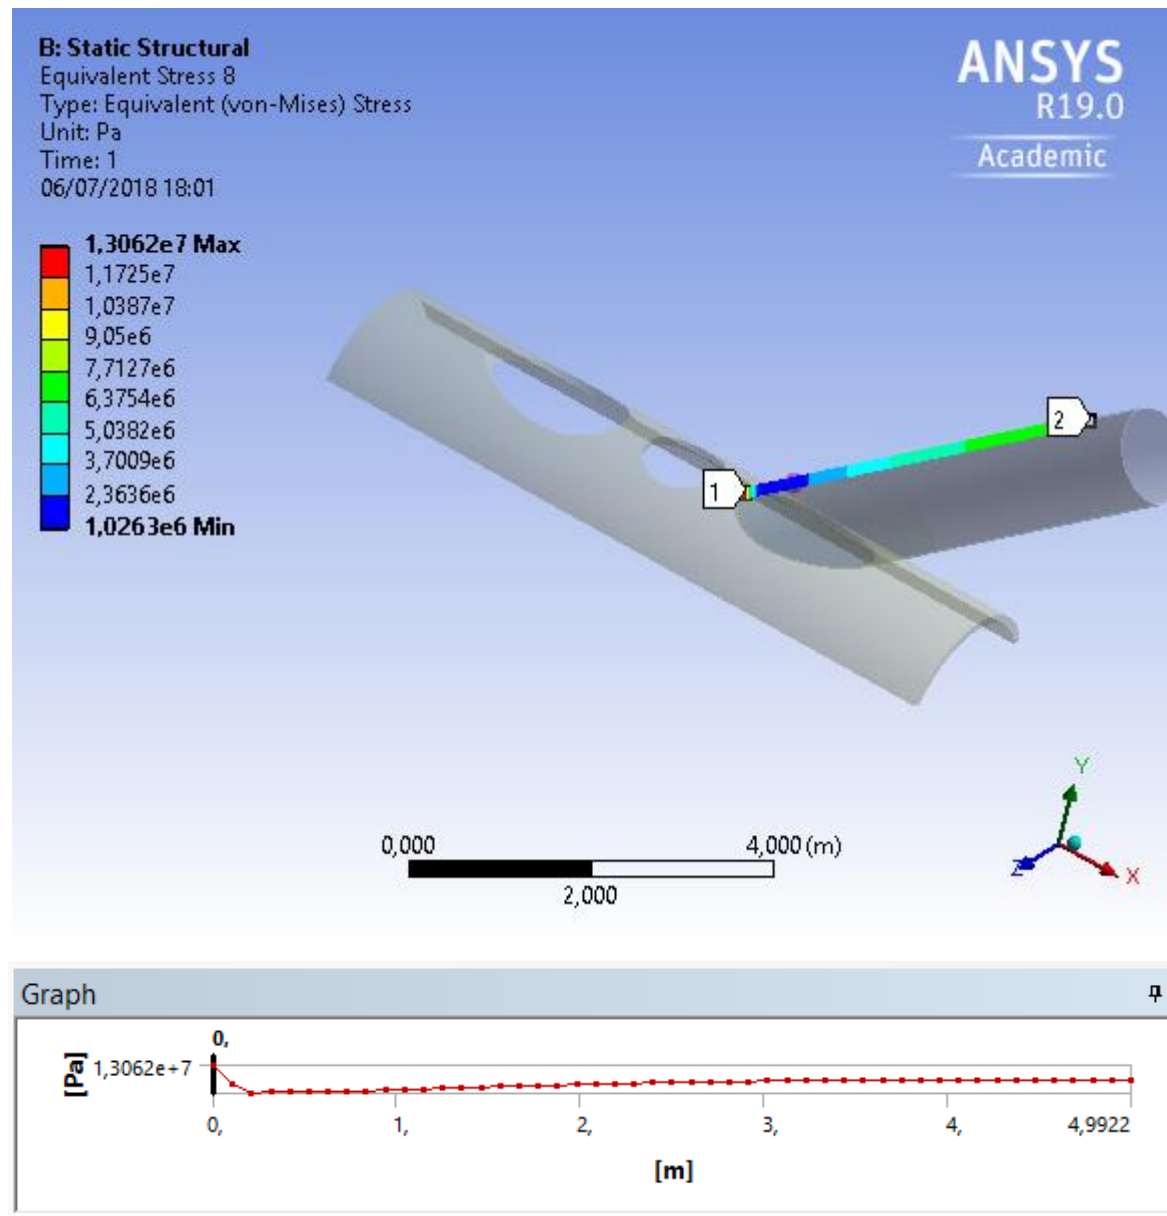 B: Static Structural
Equivalent Stress 8
Type: Equivalent (von-Mises) Stress
Unit: Pa
Time: 1
06/07/2018 18:01
ANSYS
R19.0
Academic
1,3062e7 Max
1,1725e7
1,0387e7
9,05e6
7,7127e6
6,3754e6
5,0382e6
3,7009e6
2,3636e6
1,0263e6 Min
2
1
0,000 4,000 (m)
2,000
Y
Z X
Graph
0,
[Pa] 1,3062e+7
0, 1, 2, 3, 4, 4,9922
[m]